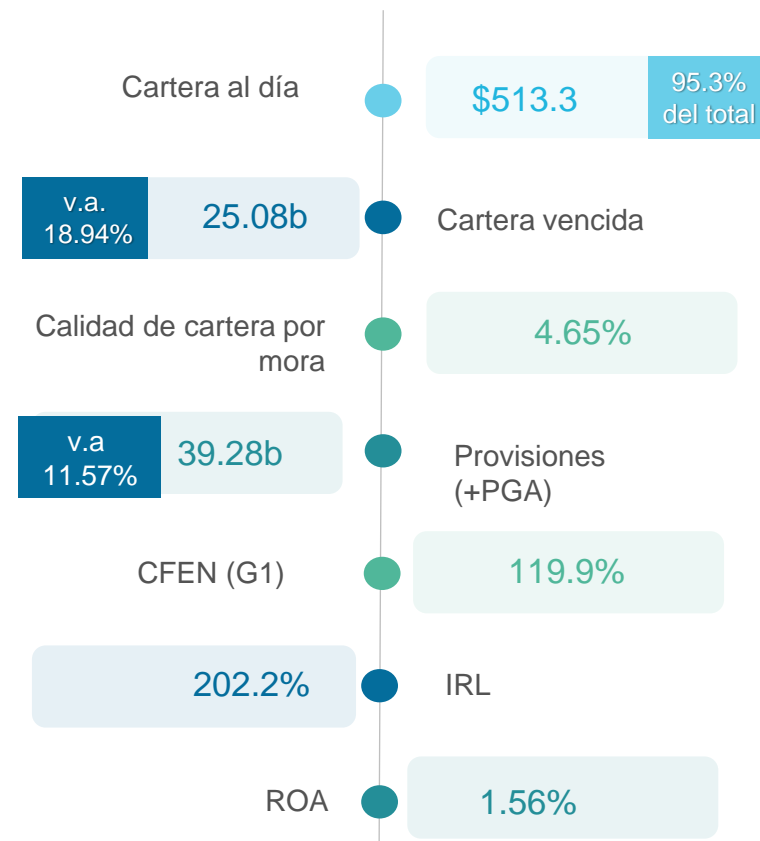 Cartera al día
$513.3
95.3%
del total
v.a.
18.94%
25.08b
Cartera vencida
Calidad de cartera por
mora
4.65%
v.a
11.57%
39.28b
Provisiones
(+PGA)
CFEN (G1)
119.9%
202.2%
IRL
ROA
1.56%